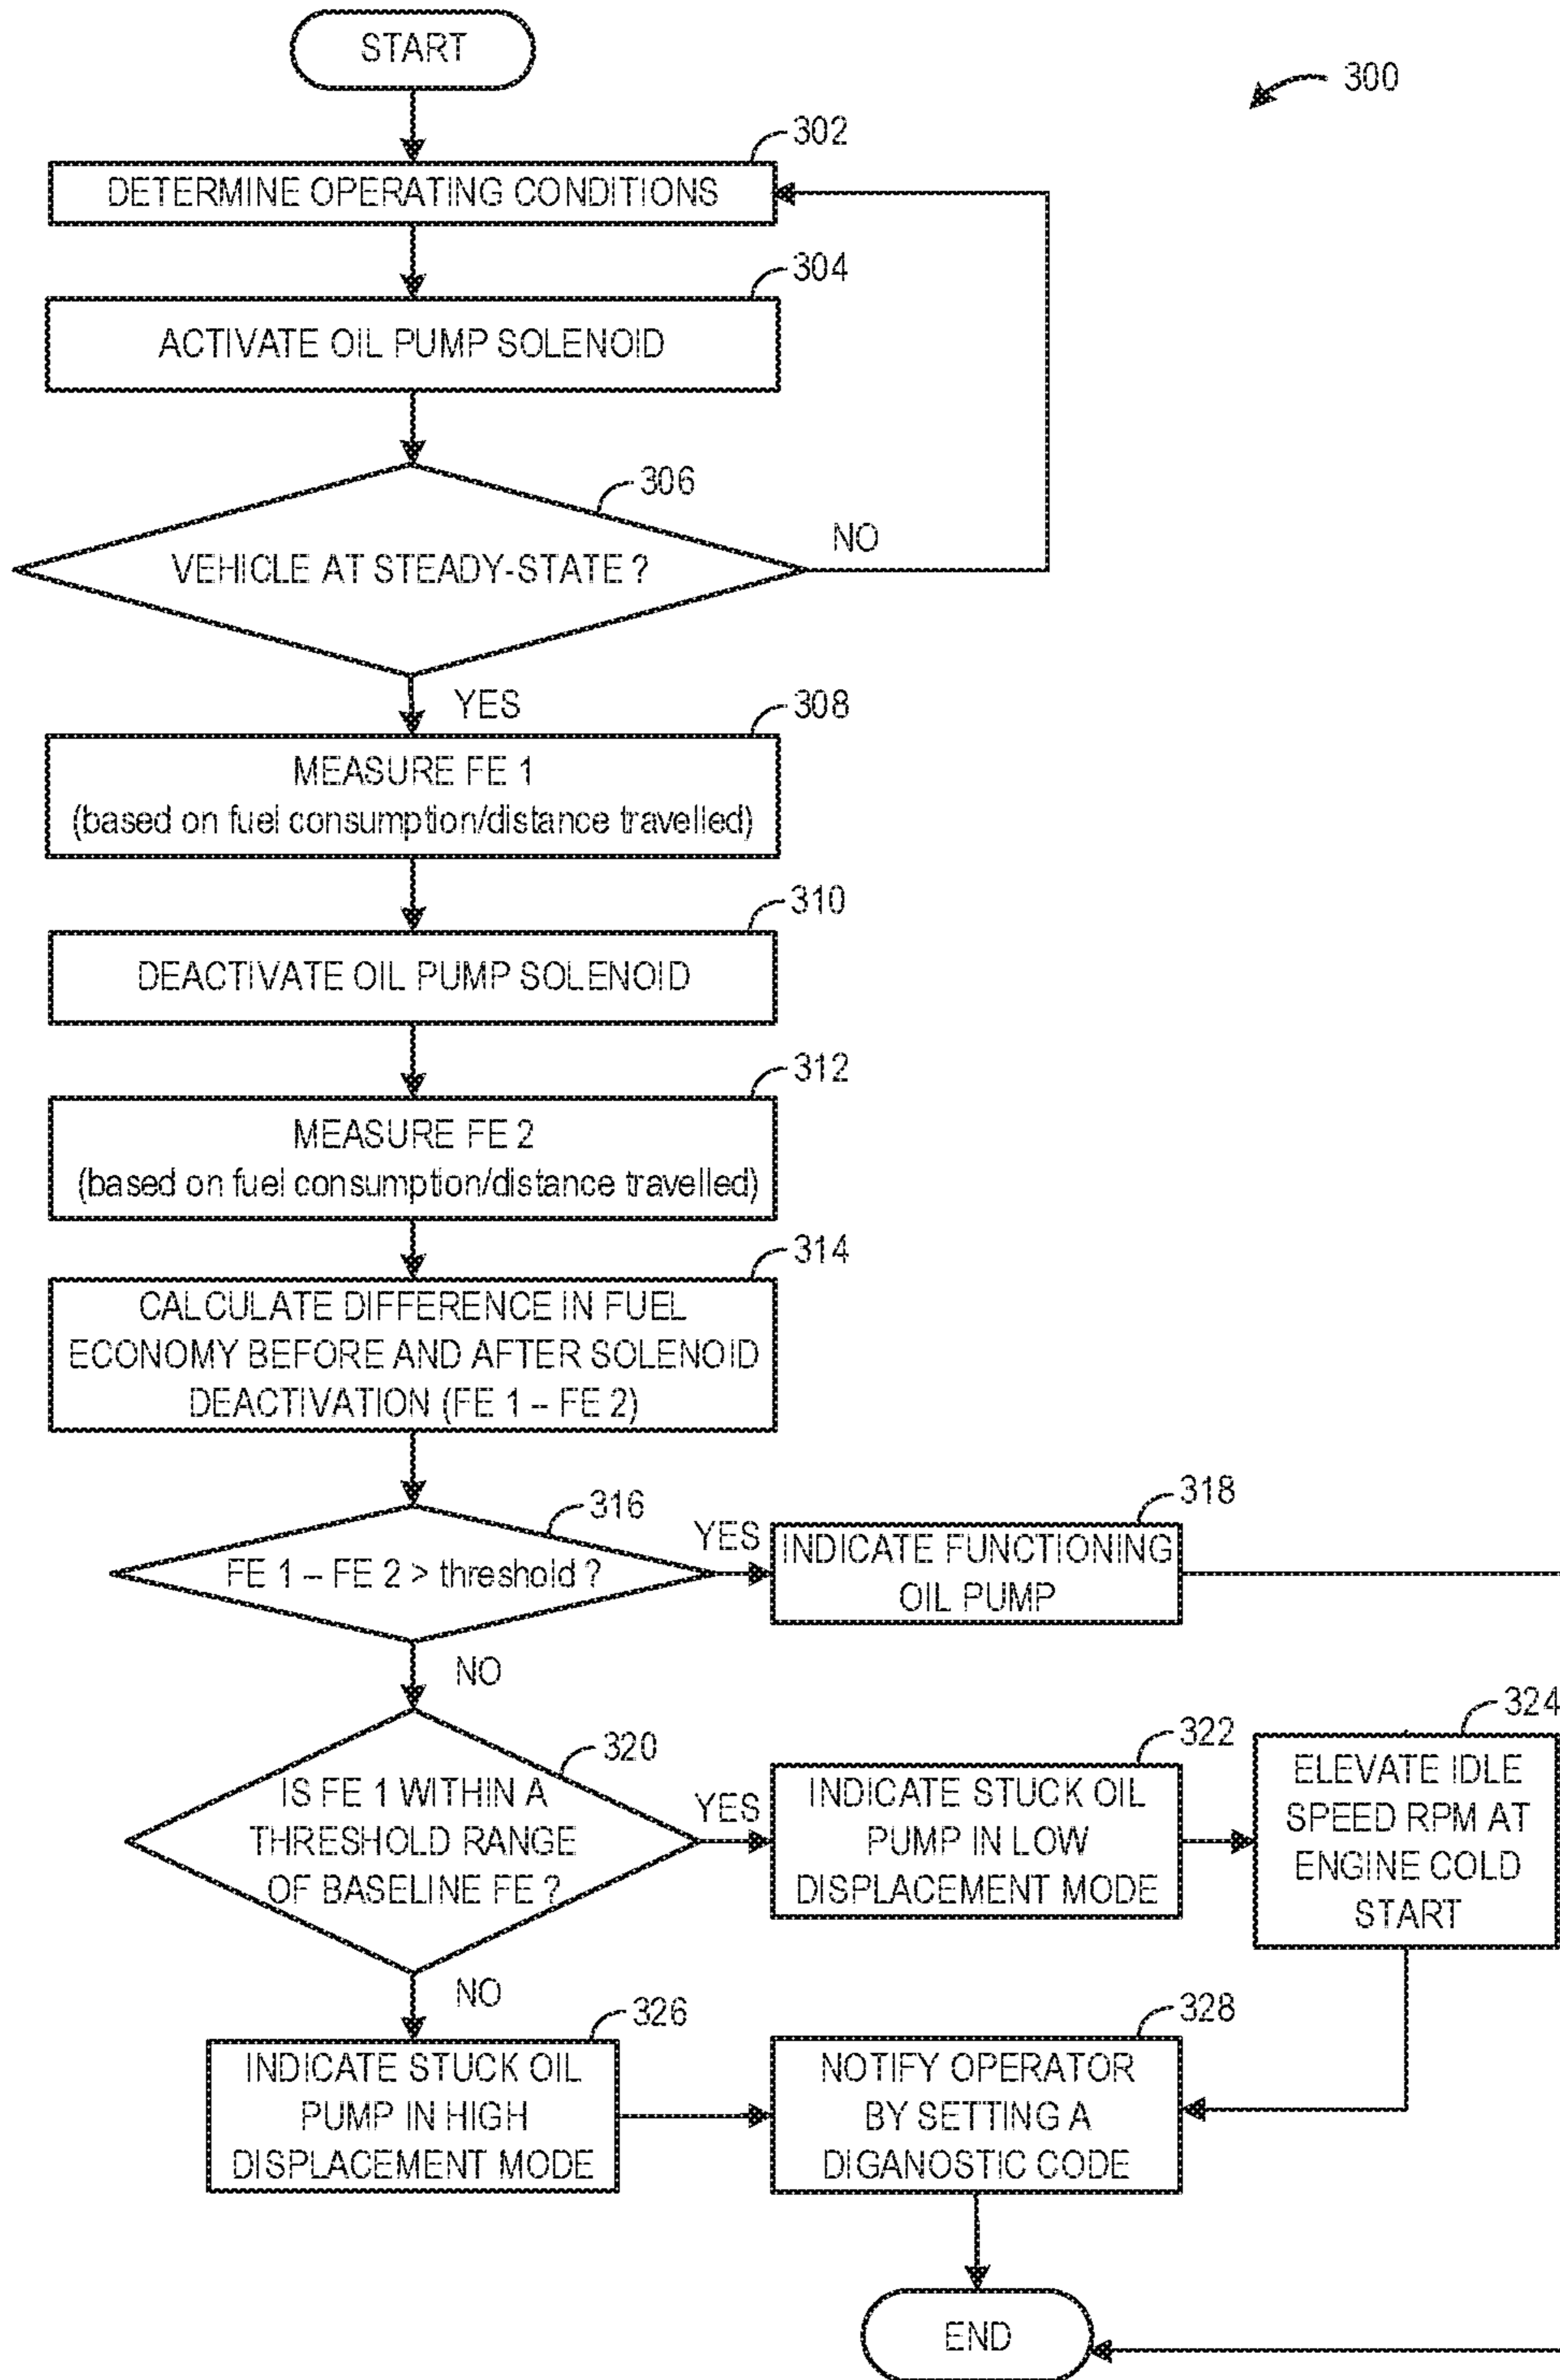 START
300
302
DETERMINE OPERATING CONDITIONS
304
ACTIVATE OIL PUMP SOLENOID
306
VEHICLE AT STEADY-STATE ?
NO
YES
308
MEASURE FE 1
(based on fuel consumption/distance travelled)
310
DEACTIVATE OIL PUMP SOLENOID
312
MEASURE FE 2
(based on fuel consumption/distance travelled)
314
CALCULATE DIFFERENCE IN FUEL
ECONOMY BEFORE AND AFTER SOLENOID
DEACTIVATION (FE 1 – FE 2)
316
FE 1 – FE 2 > threshold ?
YES
318
INDICATE FUNCTIONING
OIL PUMP
NO
320
IS FE 1 WITHIN A
THRESHOLD RANGE
OF BASELINE FE ?
YES
322
INDICATE STUCK OIL
PUMP IN LOW
DISPLACEMENT MODE
324
ELEVATE IDLE
SPEED RPM AT
ENGINE COLD
START
NO
326
INDICATE STUCK OIL
PUMP IN HIGH
DISPLACEMENT MODE
328
NOTIFY OPERATOR
BY SETTING A
DIGANOSTIC CODE
END